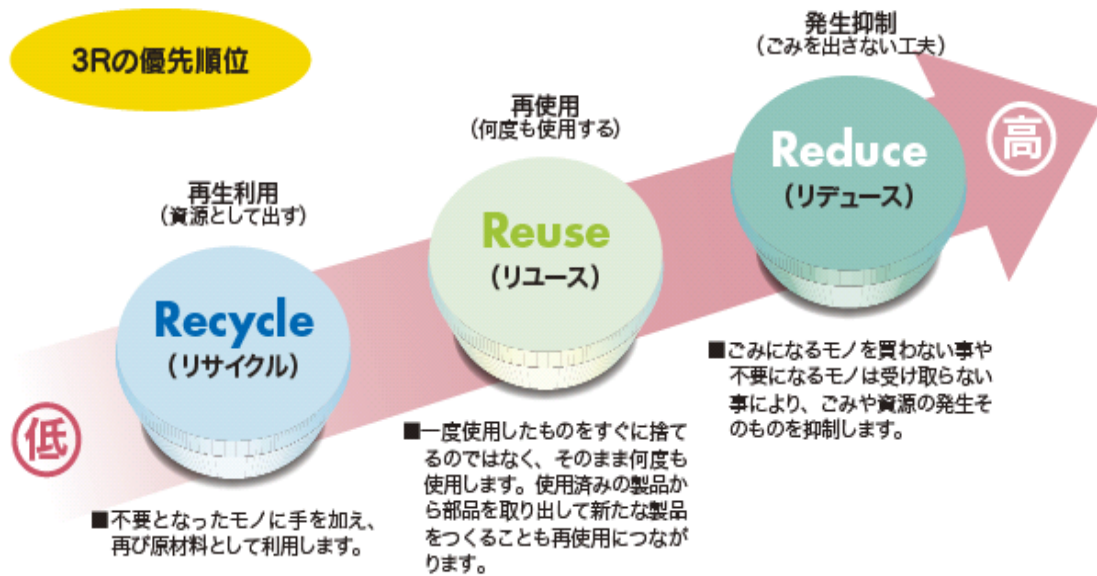 3Rの優先順位
発生抑制
(ごみを出さない工夫)
高
Reduce
(リデュース)
■ごみになるモノを買わない事や
不要になるモノは受け取らない
事により、ごみや資源の発生そ
のものを抑制します。
再使用
(何度も使用する)
Reuse
(リユース)
■一度使用したものをすぐに捨て
るのではなく、そのまま何度も
使用します。使用済みの製品か
ら部品を取り出して新たな製品
をつくることも再使用につなが
ります。
再生利用
(資源として出す)
Recycle
(リサイクル)
低
■不要となったモノに手を加え、
再び原材料として利用します。